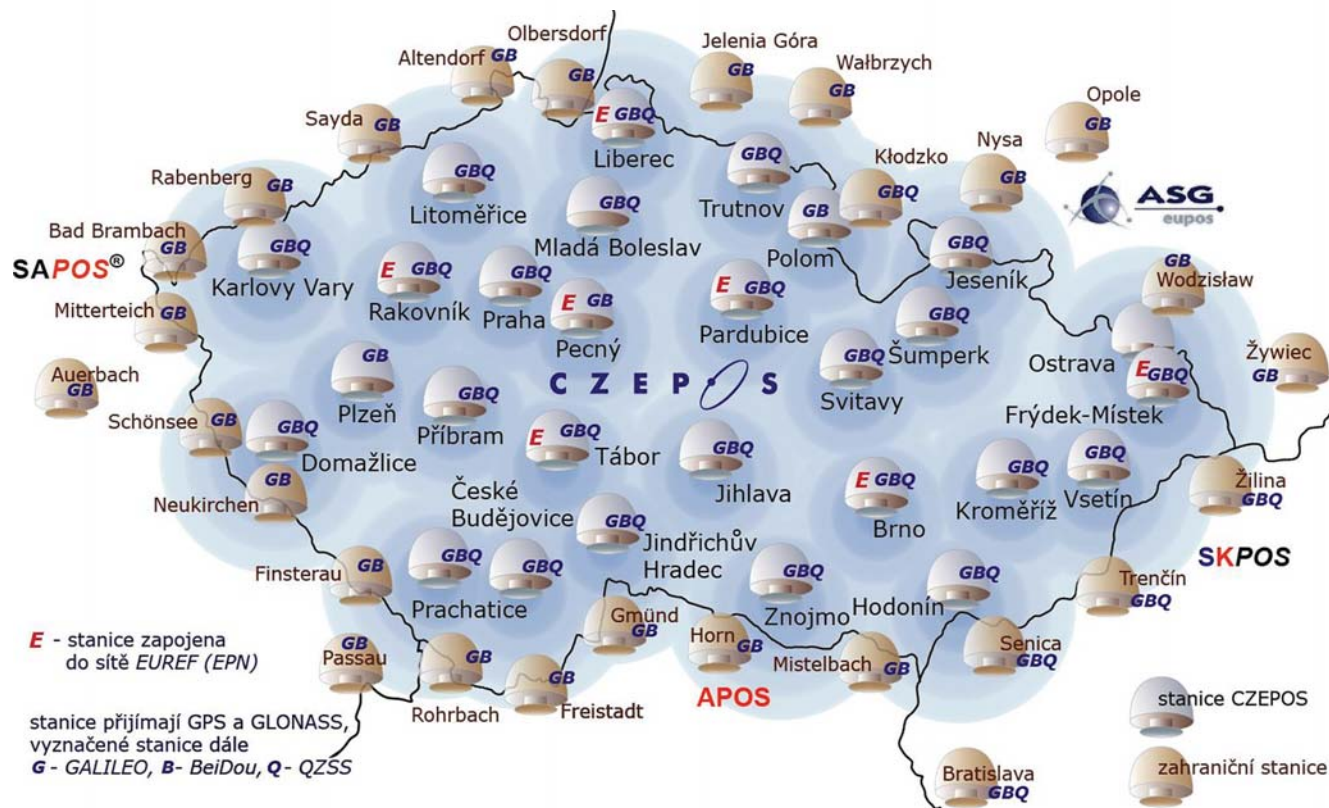 Olbersdorf
Altendorf GB
GB
Jelenia Góra
GB
Wałbrzych
GB
Opole
GB
Sayda
GB
E GBQ
Liberec
Nysa
GB
GBQ
Litoměřice
GBQ
Trutnov
Kłodzko
GBQ
Rabenberg
GB
GBQ
Mladá Boleslav
GB
Polom
ASG
eupos
Bad Brambach
GB
SAPOS®
GBQ
Karlovy Vary
E GBQ
Rakovník
GBQ
Praha
E GB
Pecný
E GBQ
Pardubice
GBQ
Jeseník
GB
Wodzisław
Mitterteich
GB
GBQ
Šumperk
Ostrava
E GBQ
Frýdek-Místek
Żywiec
GB
Auerbach
GB
GB
Plzeň
GBQ
Příbram
CZEPOS
GBQ
Svitavy
Schönsee
GB
GBQ
Domažlice
E GBQ
Tábor
GBQ
Jihlava
E GBQ
Brno
GBQ
Kroměříž
GBQ
Vsetín
Žilina
GBQ
GB
Neukirchen
České
Budějovice
GBQ
GBQ
Jindřichův
Hradec
SKPOS
Finsterau
GB
GBQ
Prachatice
GBQ
Znojmo
GBQ
Hodonín
Trenčín
GBQ
Gmünd
GB
Horn
GB
Mistelbach
GB
Senica
GBQ
APOS
E - stanice zapojena
do sítě EUREF (EPN)
GB
Passau
GB
Rohrbach
GB
Freistadt
stanice CZEPOS
stanice přijímají GPS a GLONASS,
vyznačené stanice dále
G - GALILEO, B- BeiDou, Q - QZSS
Bratislava
GBQ
zahraniční stanice